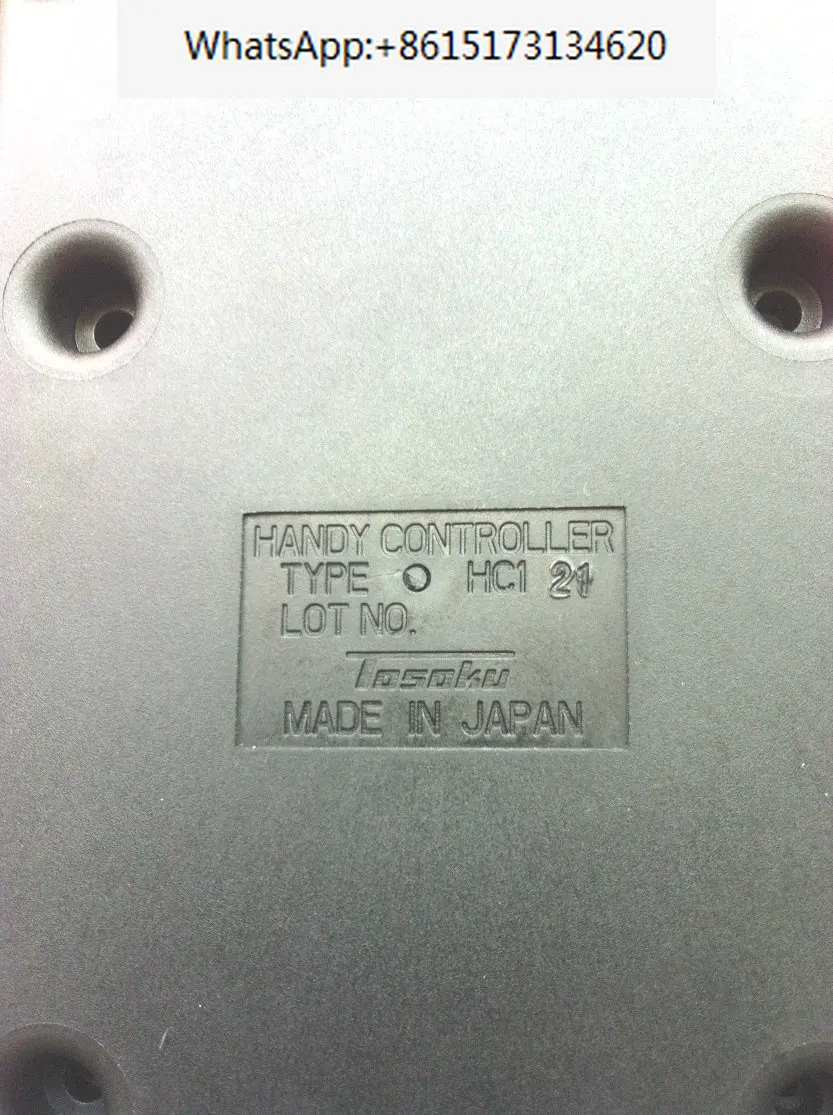 WhatsApp:+8615173134620
HANDY CONTROLLER
TYPE O HC1 21
LOT NO.
Tosoku
MADE IN JAPAN